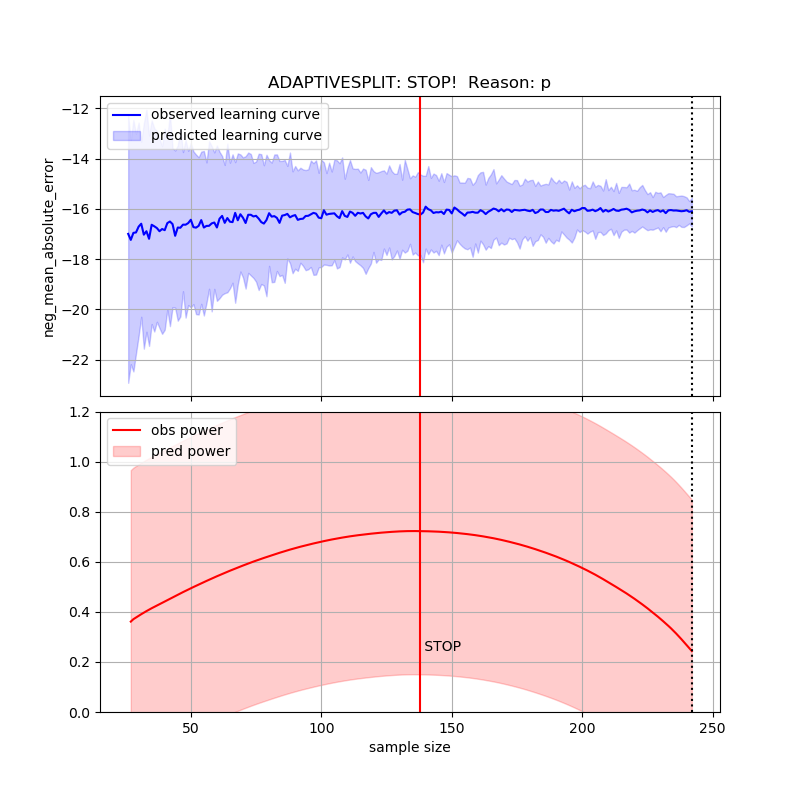 ADAPTIVESPLIT: STOP!  Reason: p
observed learning curve
predicted learning curve
neg_mean_absolute_error
−12
−14
−16
−18
−20
−22
obs power
pred power
1.2
1.0
0.8
0.6
0.4
0.2
0.0
STOP
50 100 150 200 250
sample size